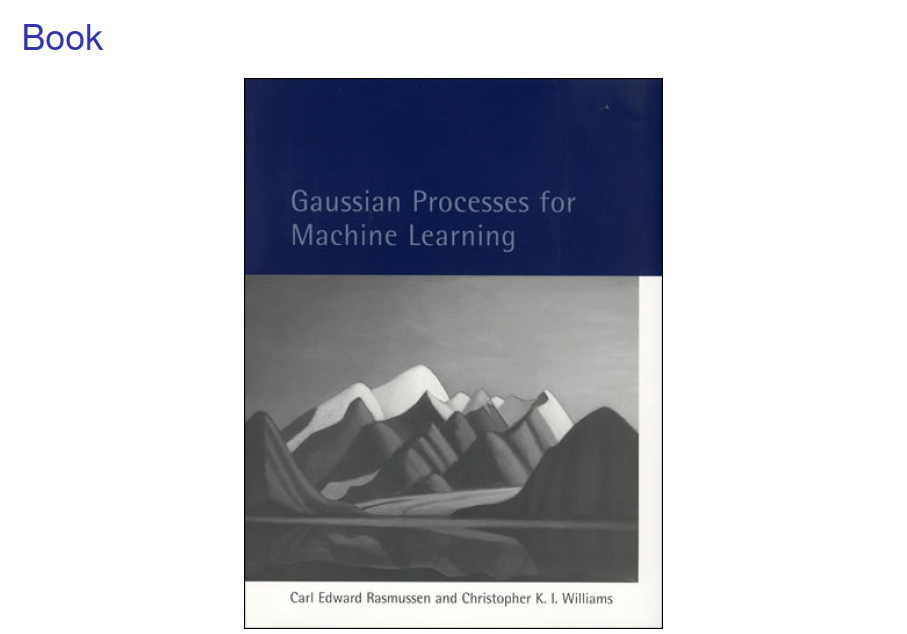 Book
Gaussian Processes for
Machine Learning
Carl Edward Rasmussen and Christopher K. I. Williams